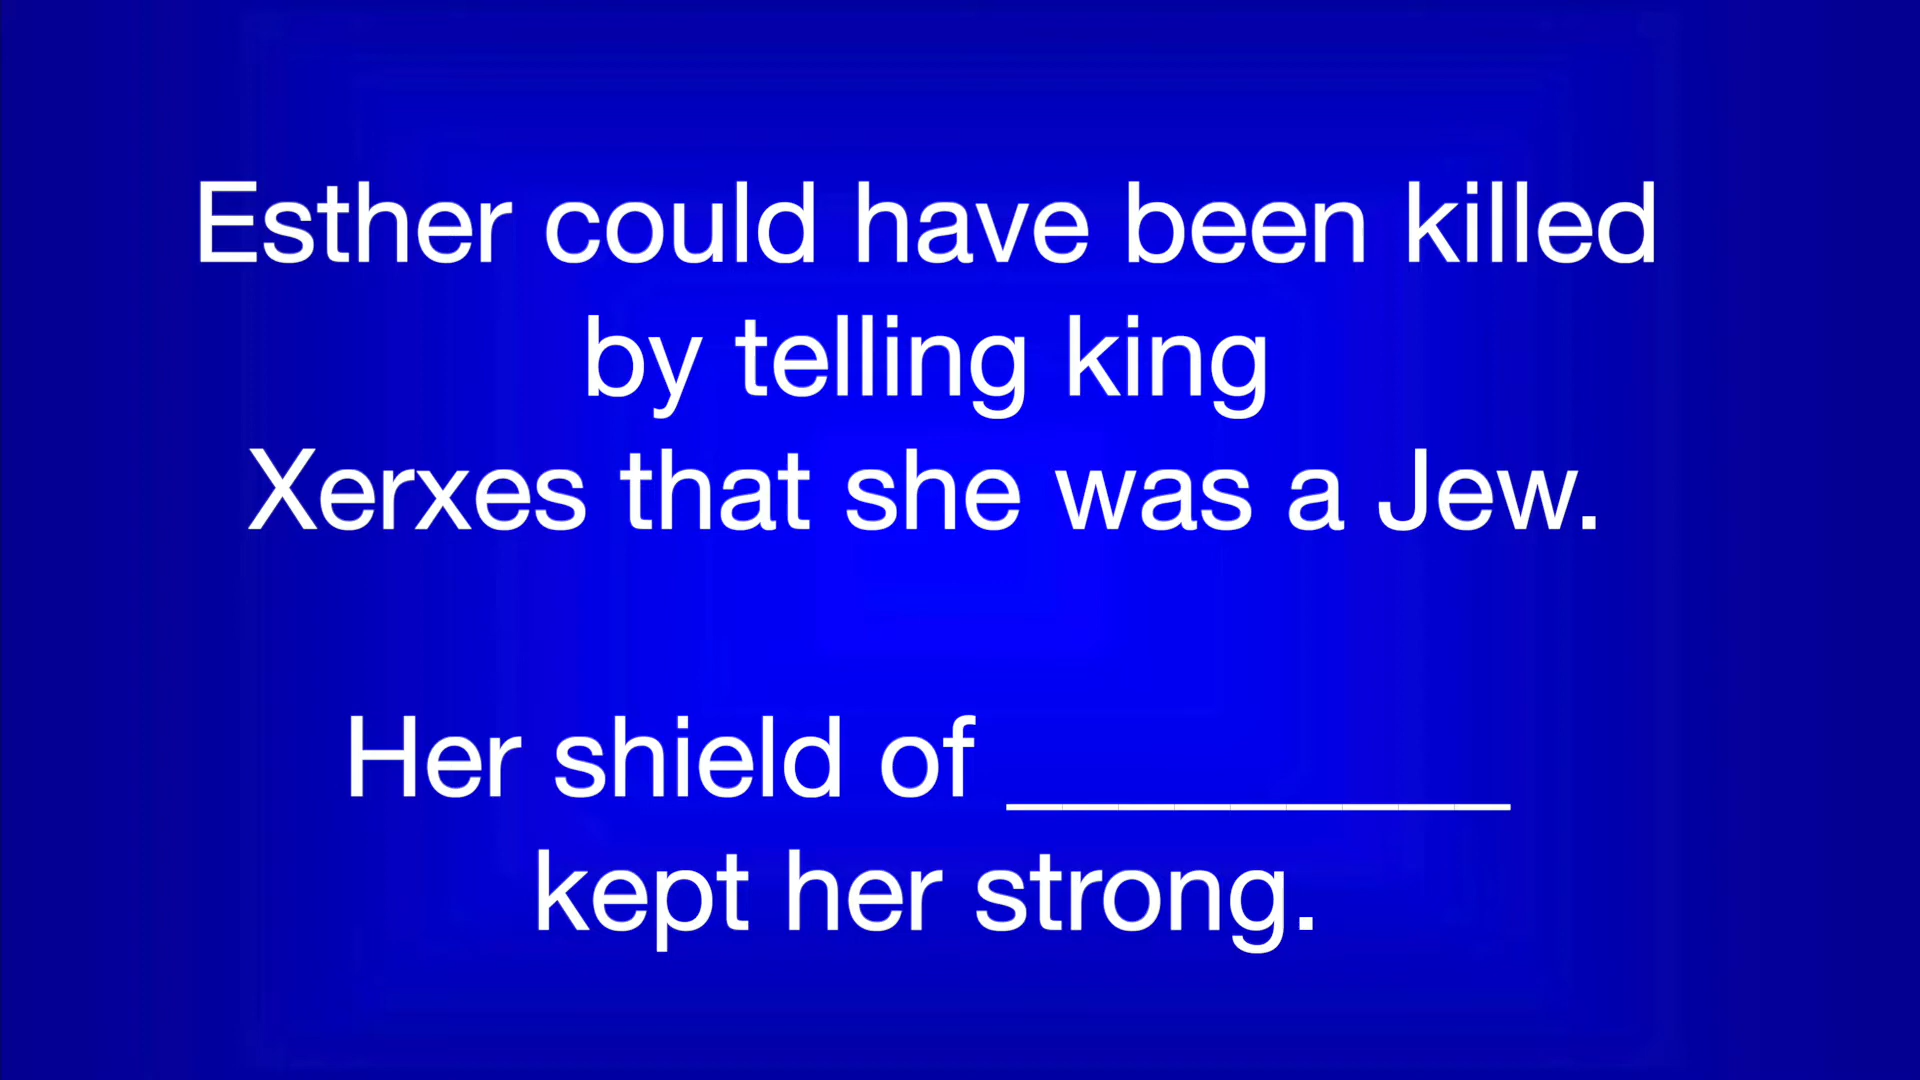 Esther could have been killed
by telling king
Xerxes that she was a Jew.
Her shield of _________
kept her strong.